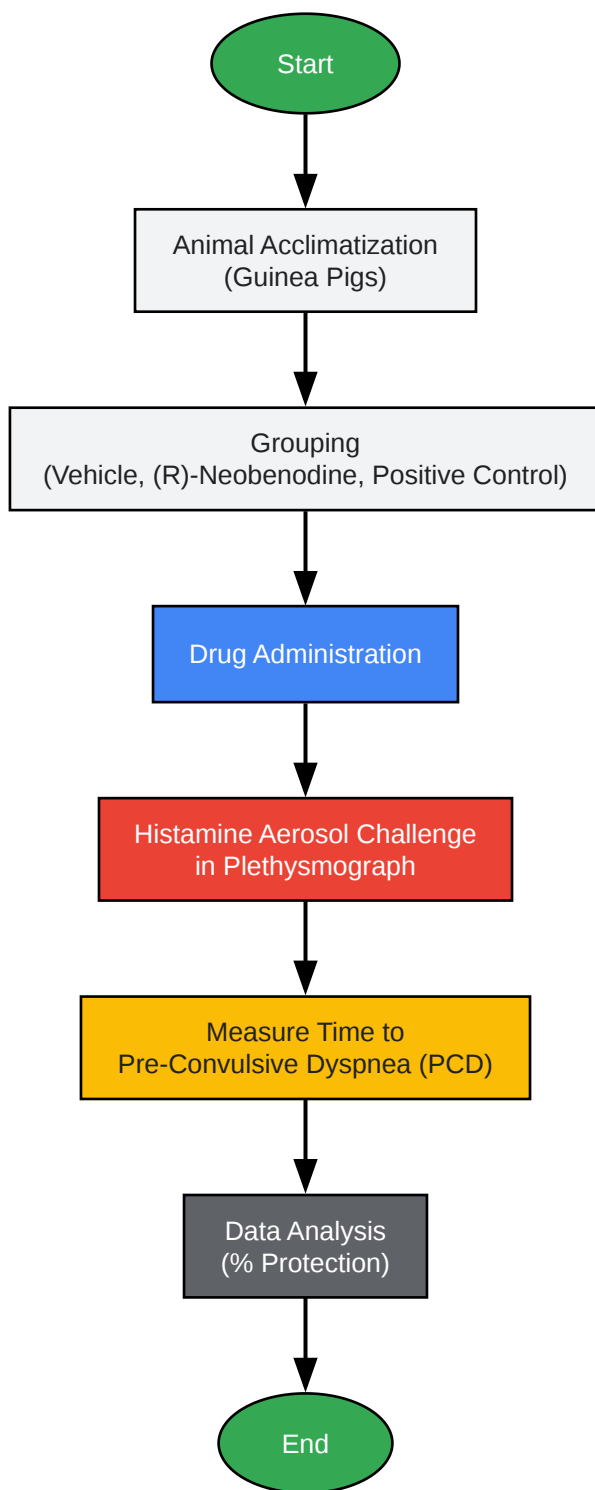 Start
Animal Acclimatization
(Guinea Pigs)
Grouping
(Vehicle, (R)-Neobenodine, Positive Control)
Drug Administration
Histamine Aerosol Challenge
in Plethysmograph
Measure Time to
Pre-Convulsive Dyspnea (PCD)
Data Analysis
(% Protection)
End